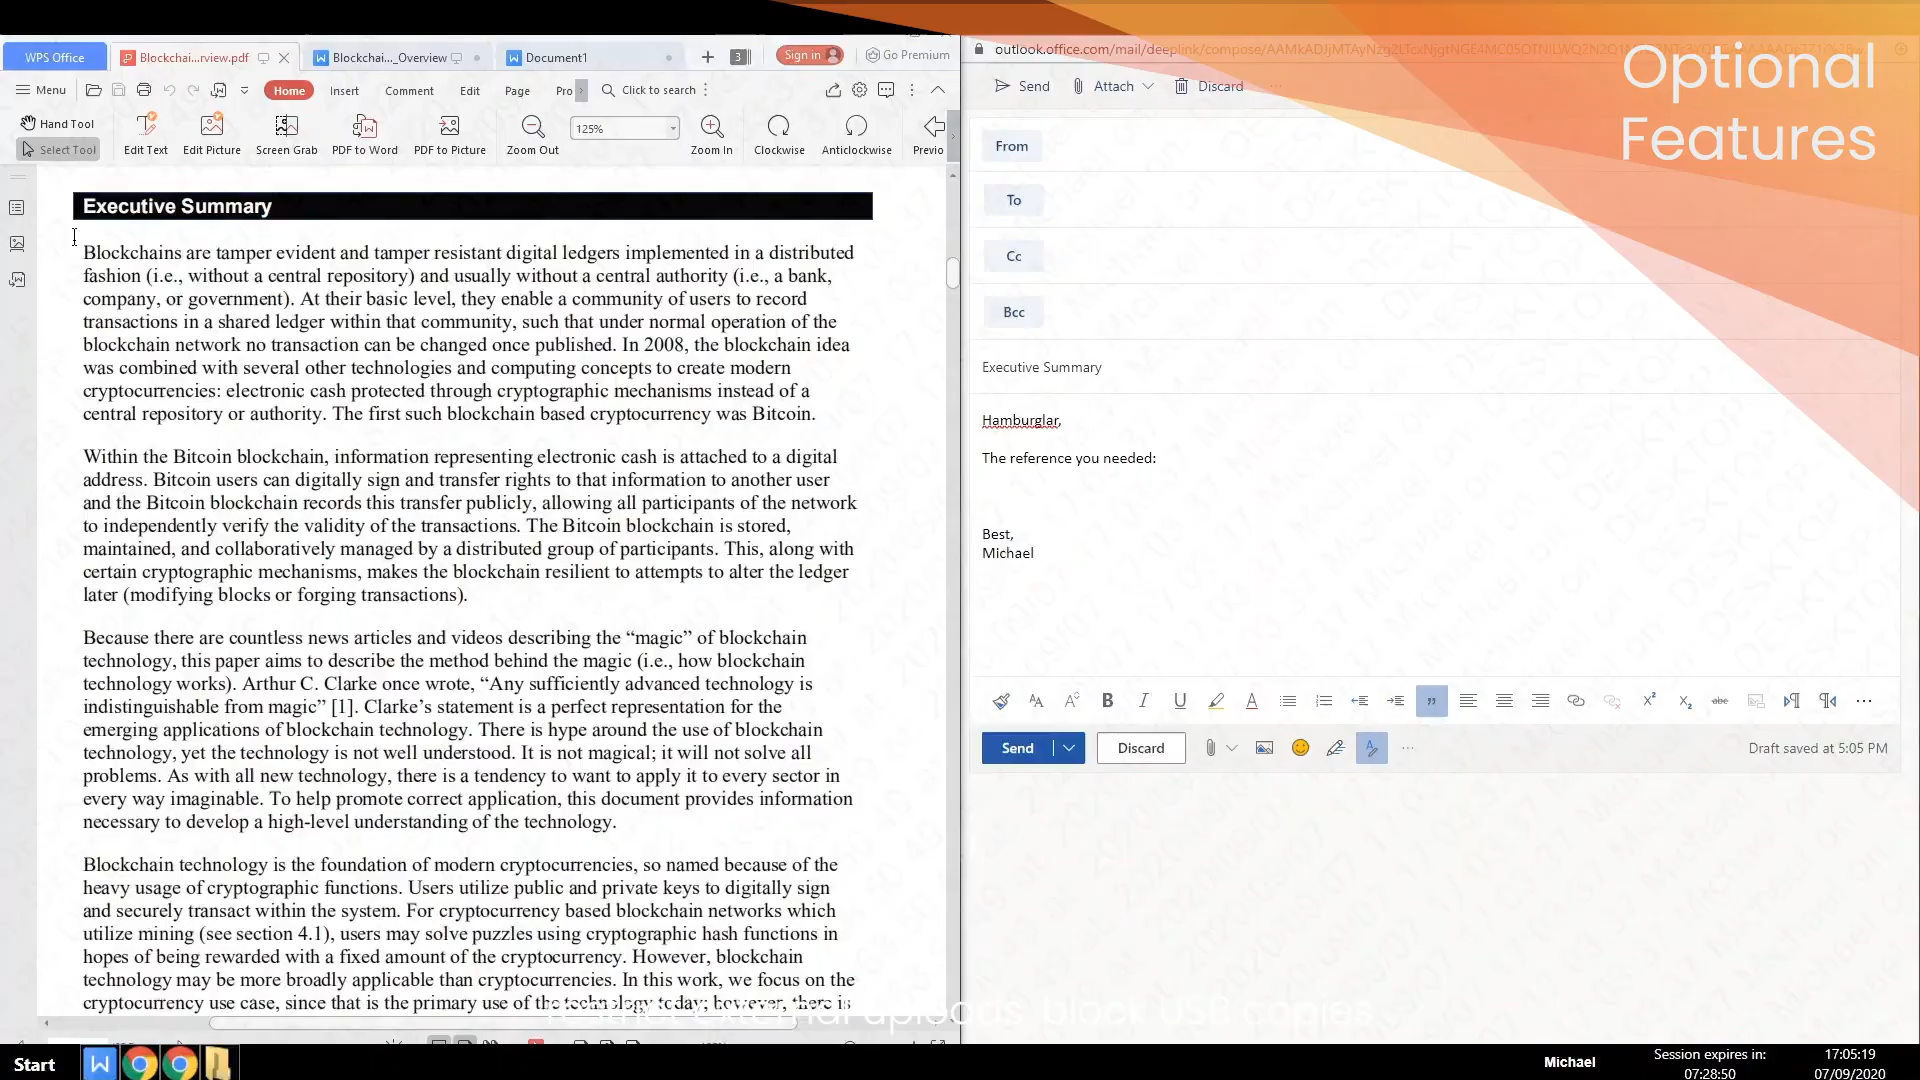 Optional
Features
WPS Office
Blockchai...rview.pdf
Blockchai..._Overview
Document1
3
Sign in
Go Premium
Menu
Home
Insert
Comment
Edit
Page
Pro
Click to search
Hand Tool
Select Tool
Edit Text
Edit Picture
Screen Grab
PDF to Word
PDF to Picture
Zoom Out
125%
Zoom In
Clockwise
Anticlockwise
Previo
Executive Summary
Blockchains are tamper evident and tamper resistant digital ledgers implemented in a distributed
fashion (i.e., without a central repository) and usually without a central authority (i.e., a bank,
company, or government). At their basic level, they enable a community of users to record
transactions in a shared ledger within that community, such that under normal operation of the
blockchain network no transaction can be changed once published. In 2008, the blockchain idea
was combined with several other technologies and computing concepts to create modern
cryptocurrencies: electronic cash protected through cryptographic mechanisms instead of a
central repository or authority. The first such blockchain based cryptocurrency was Bitcoin.
Within the Bitcoin blockchain, information representing electronic cash is attached to a digital
address. Bitcoin users can digitally sign and transfer rights to that information to another user
and the Bitcoin blockchain records this transfer publicly, allowing all participants of the network
to independently verify the validity of the transactions. The Bitcoin blockchain is stored,
maintained, and collaboratively managed by a distributed group of participants. This, along with
certain cryptographic mechanisms, makes the blockchain resilient to attempts to alter the ledger
later (modifying blocks or forging transactions).
Because there are countless news articles and videos describing the “magic” of blockchain
technology, this paper aims to describe the method behind the magic (i.e., how blockchain
technology works). Arthur C. Clarke once wrote, “Any sufficiently advanced technology is
indistinguishable from magic” [1]. Clarke’s statement is a perfect representation for the
emerging applications of blockchain technology. There is hype around the use of blockchain
technology, yet the technology is not well understood. It is not magical; it will not solve all
problems. As with all new technology, there is a tendency to want to apply it to every sector in
every way imaginable. To help promote correct application, this document provides information
necessary to develop a high-level understanding of the technology.
Blockchain technology is the foundation of modern cryptocurrencies, so named because of the
heavy usage of cryptographic functions. Users utilize public and private keys to digitally sign
and securely transact within the system. For cryptocurrency based blockchain networks which
utilize mining (see section 4.1), users may solve puzzles using cryptographic hash functions in
hopes of being rewarded with a fixed amount of the cryptocurrency. However, blockchain
technology may be more broadly applicable than cryptocurrencies. In this work, we focus on the
cryptocurrency use case, since that is the primary use of the technology today; however, there is
outlook.office.com/mail/deeplink/compose/
Send
Attach
Discard
From
To
Cc
Bcc
Executive Summary
Hamburglar,
The reference you needed:
Best,
Michael
Send
Discard
Draft saved at 5:05 PM
external uploads, block USB copies
Start
Michael
Session expires in:
07:28:50
17:05:19
07/09/2020